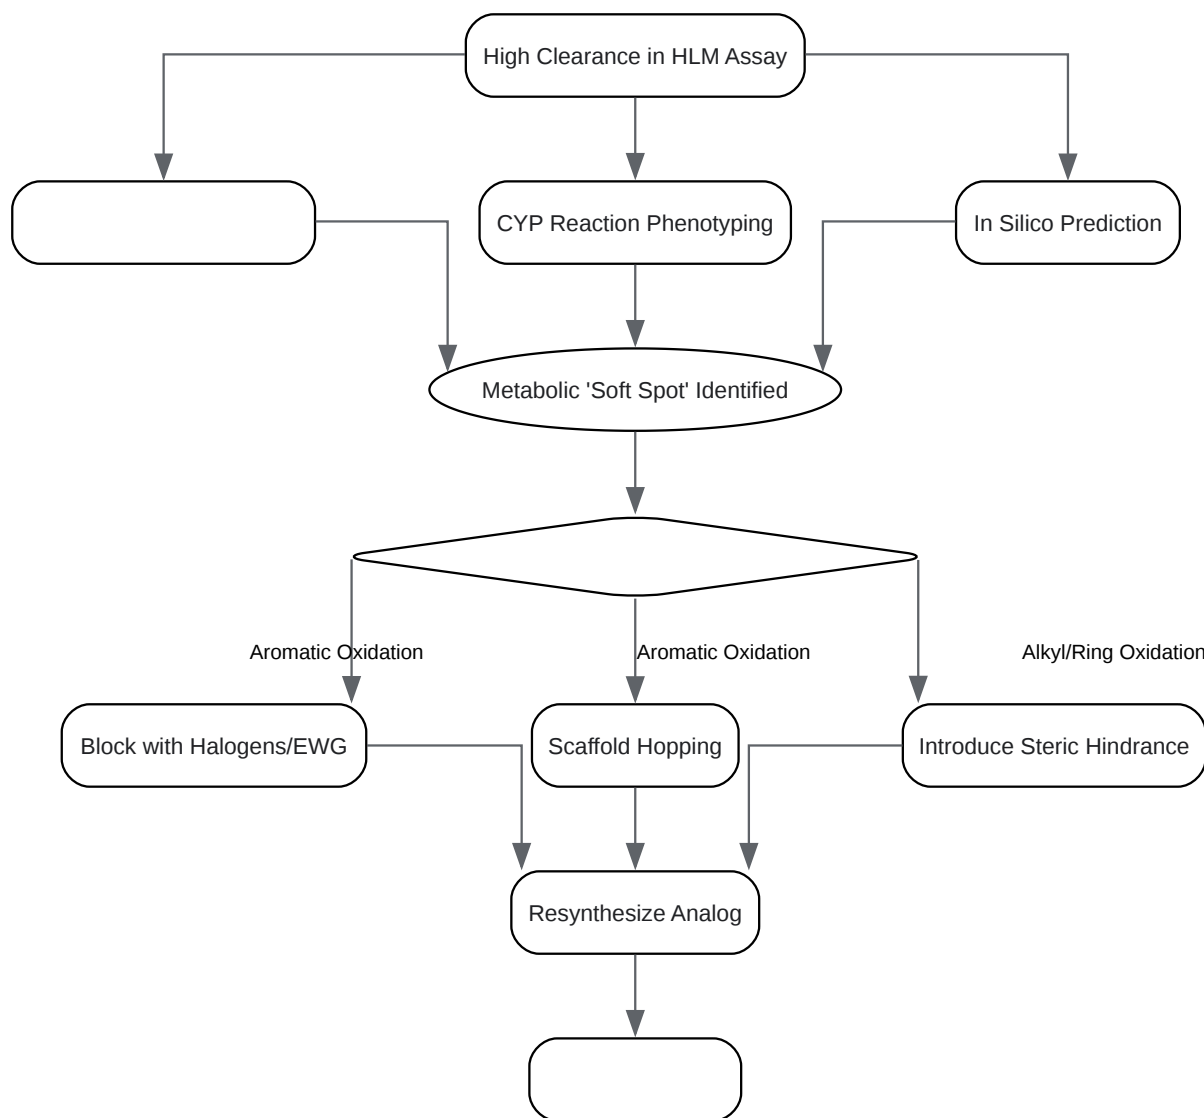 High Clearance in HLM Assay
CYP Reaction Phenotyping
In Silico Prediction
Metabolic 'Soft Spot' Identified
Aromatic Oxidation
Aromatic Oxidation
Alkyl/Ring Oxidation
Block with Halogens/EWG
Scaffold Hopping
Introduce Steric Hindrance
Resynthesize Analog